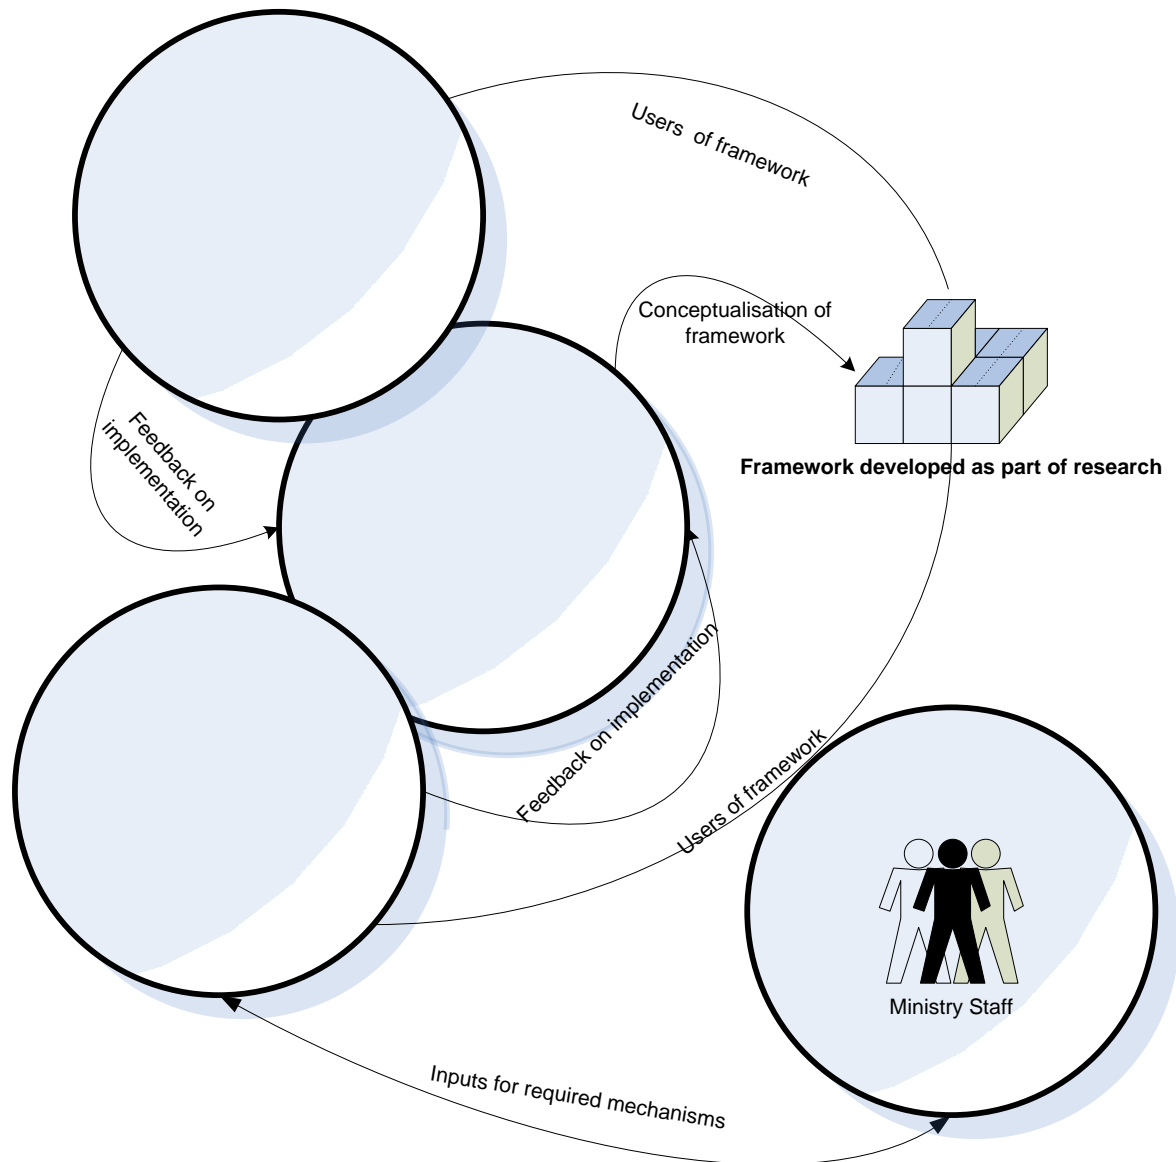 Users of framework
Conceptualisation of
framework
Feedback on
implementation
Framework developed as part of research
Feedback on implementation
Users of framework
Ministry Staff
Inputs for required mechanisms